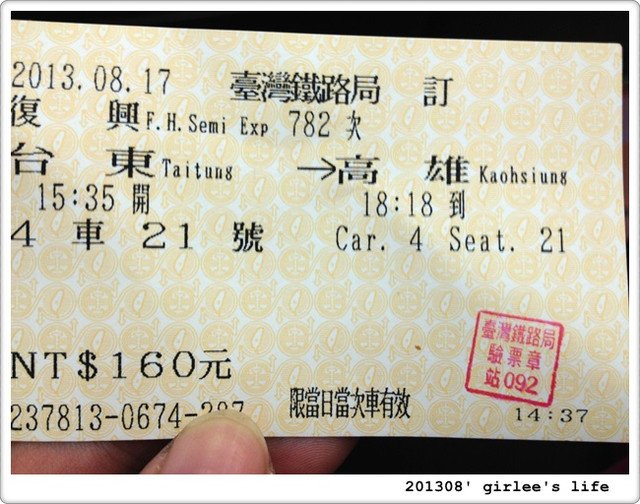 2013.08.17 臺灣鐵路局 訂
復興 F.H.Semi Exp 782 次
台東 Taitung →高雄 Kaohsiung
15:35 開 18:18 到
4 車 21 號 Car. 4 Seat. 21
臺灣鐵路局
驗票章
站092
NT$160元
限當日當次車有效
237813-0674-
14:37
201308' girlee's life